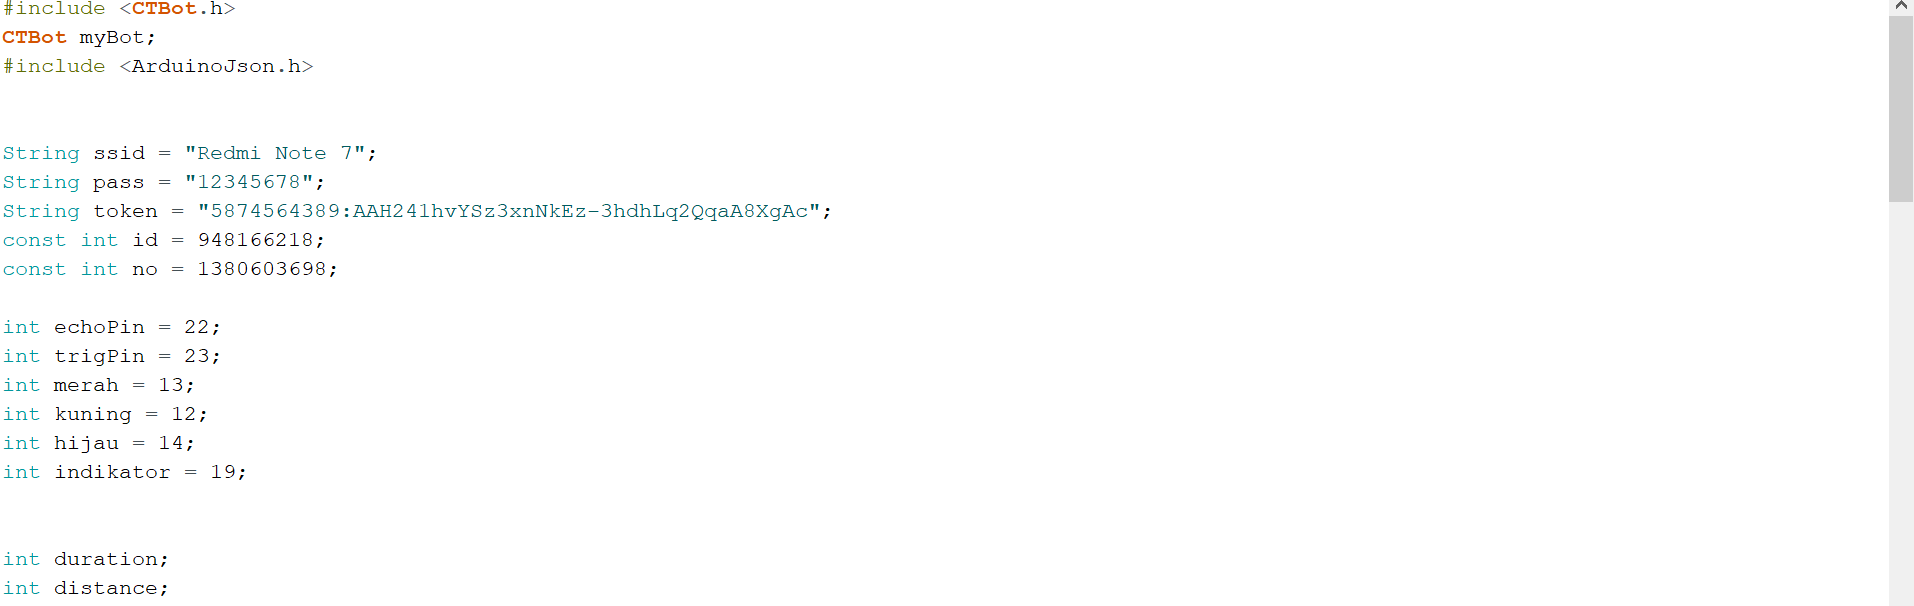 #include <CTBot.h>
CTBot myBot;
#include <ArduinoJson.h>
String ssid = "Redmi Note 7";
String pass = "12345678";
String token = "5874564389:AAH241hvYSz3xnNkEz-3hdhLq2QqaA8XgAc";
const int id = 948166218;
const int no = 1380603698;
int echoPin = 22;
int trigPin = 23;
int merah = 13;
int kuning = 12;
int hijau = 14;
int indikator = 19;
int duration;
int distance;